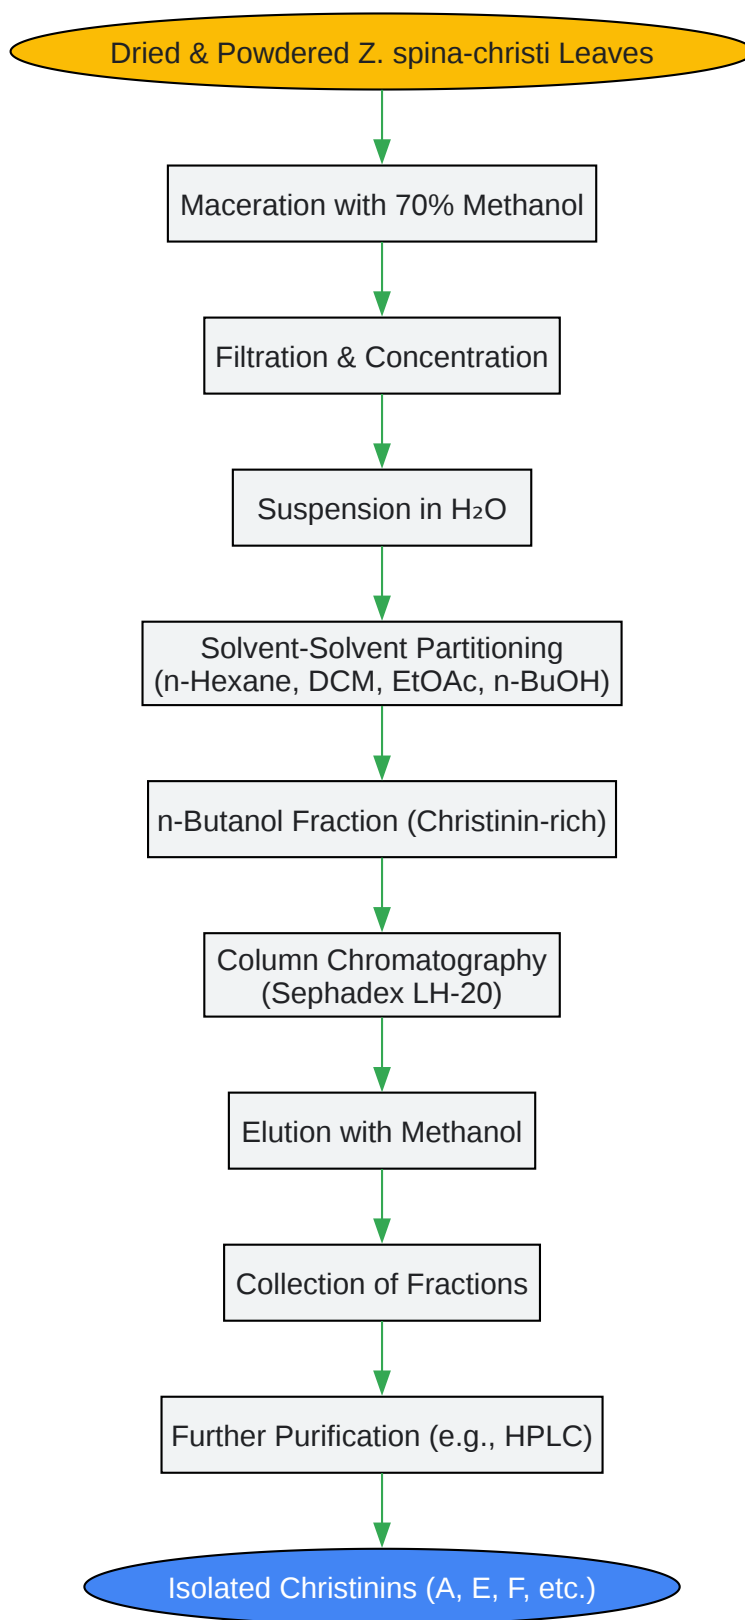 Dried & Powdered Z. spina-christi Leaves
Maceration with 70% Methanol
Filtration & Concentration
Suspension in H₂O
Solvent-Solvent Partitioning
(n-Hexane, DCM, EtOAc, n-BuOH)
n-Butanol Fraction (Christinin-rich)
Column Chromatography
(Sephadex LH-20)
Elution with Methanol
Collection of Fractions
Further Purification (e.g., HPLC)
Isolated Christinins (A, E, F, etc.)